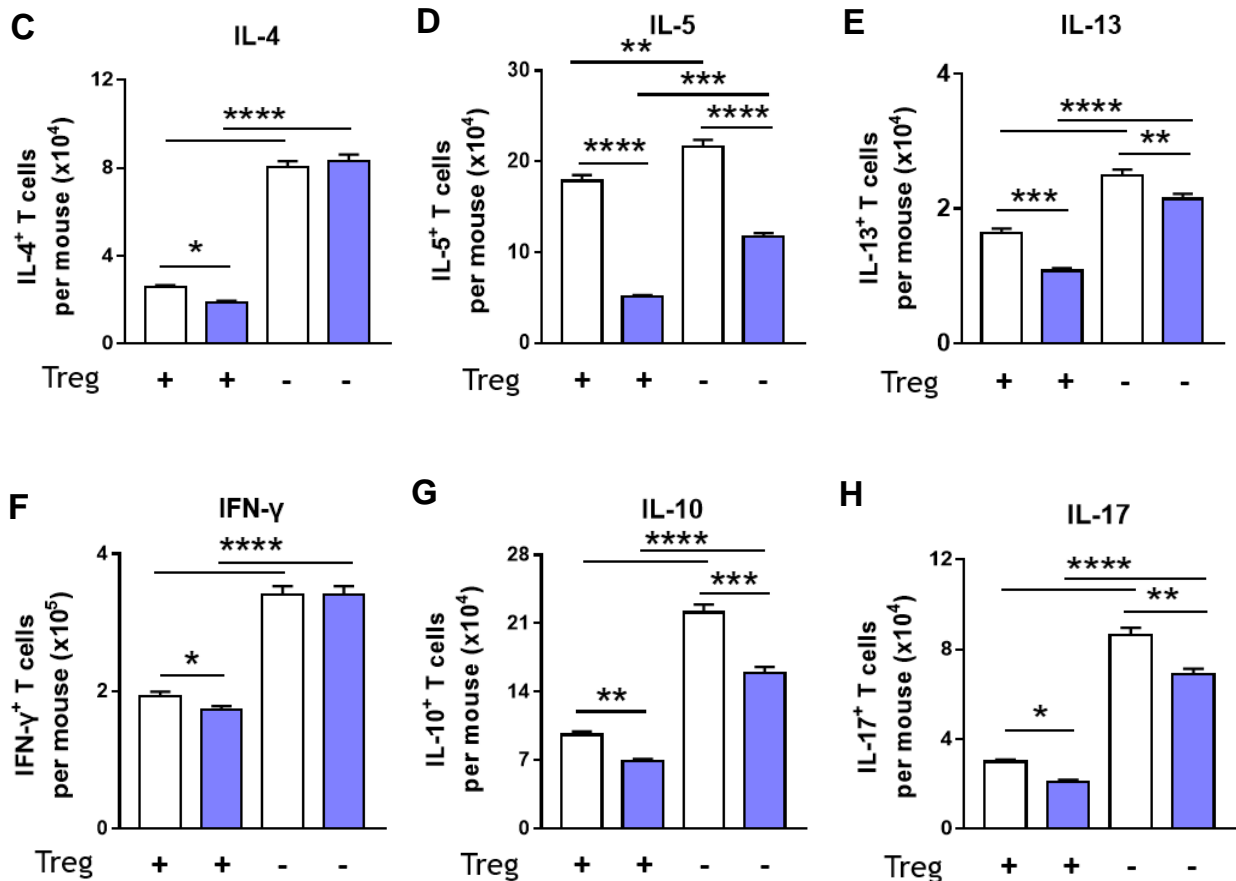 C
IL-4
IL-4⁺ T cells
per mouse (x10⁴)
12
8
4
0
****
*
Treg + + - -
D
IL-5
IL-5⁺ T cells
per mouse (x10⁴)
30
20
10
0
**
***
****
****
Treg + + - -
E
IL-13
IL-13⁺ T cells
per mouse (x10⁴)
4
2
0
****
**
***
Treg + + - -
F
IFN-γ
IFN-γ⁺ T cells
per mouse (x10⁵)
4
2
0
****
*
Treg + + - -
G
IL-10
IL-10⁺ T cells
per mouse (x10⁴)
28
21
14
7
0
****
***
**
Treg + + - -
H
IL-17
IL-17⁺ T cells
per mouse (x10⁴)
12
8
4
0
****
**
*
Treg + + - -